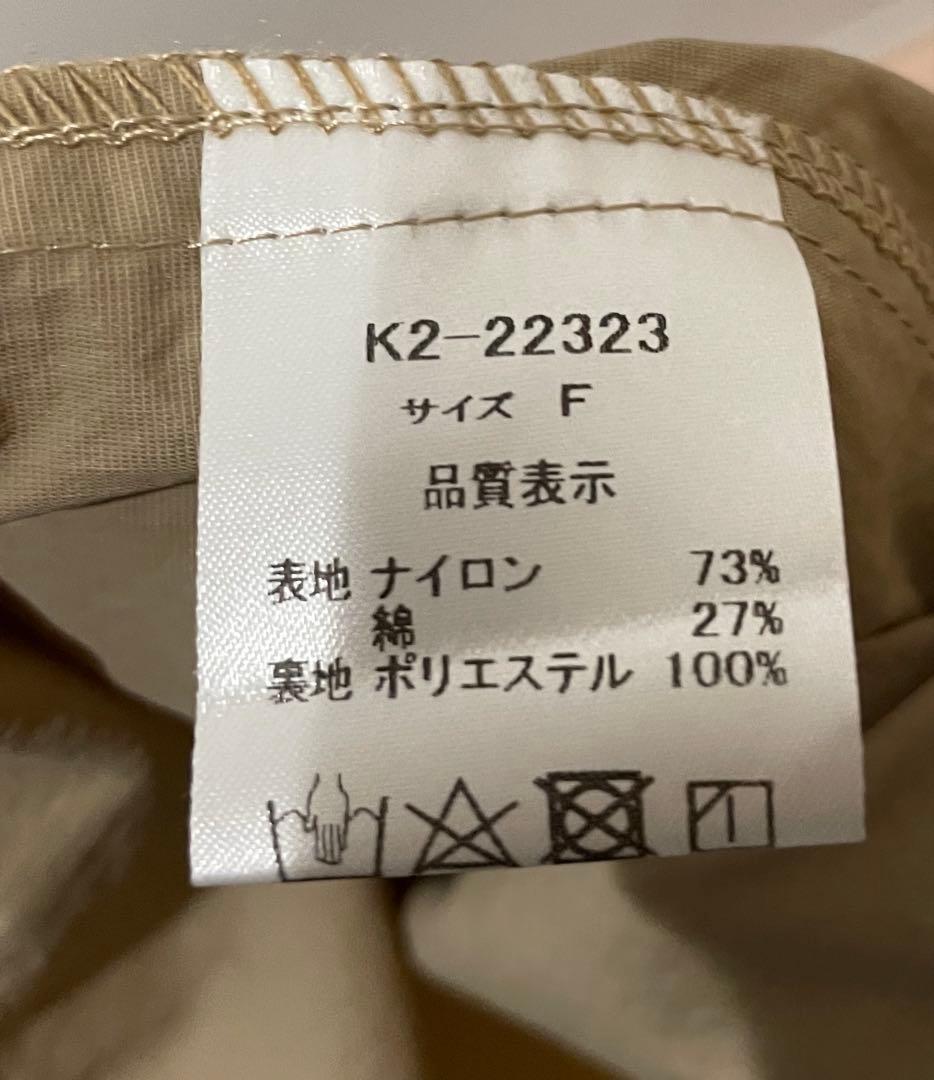 K2-22323
サイズ F
品質表示
表地 ナイロン 73%
綿 27%
裏地 ポリエステル 100%